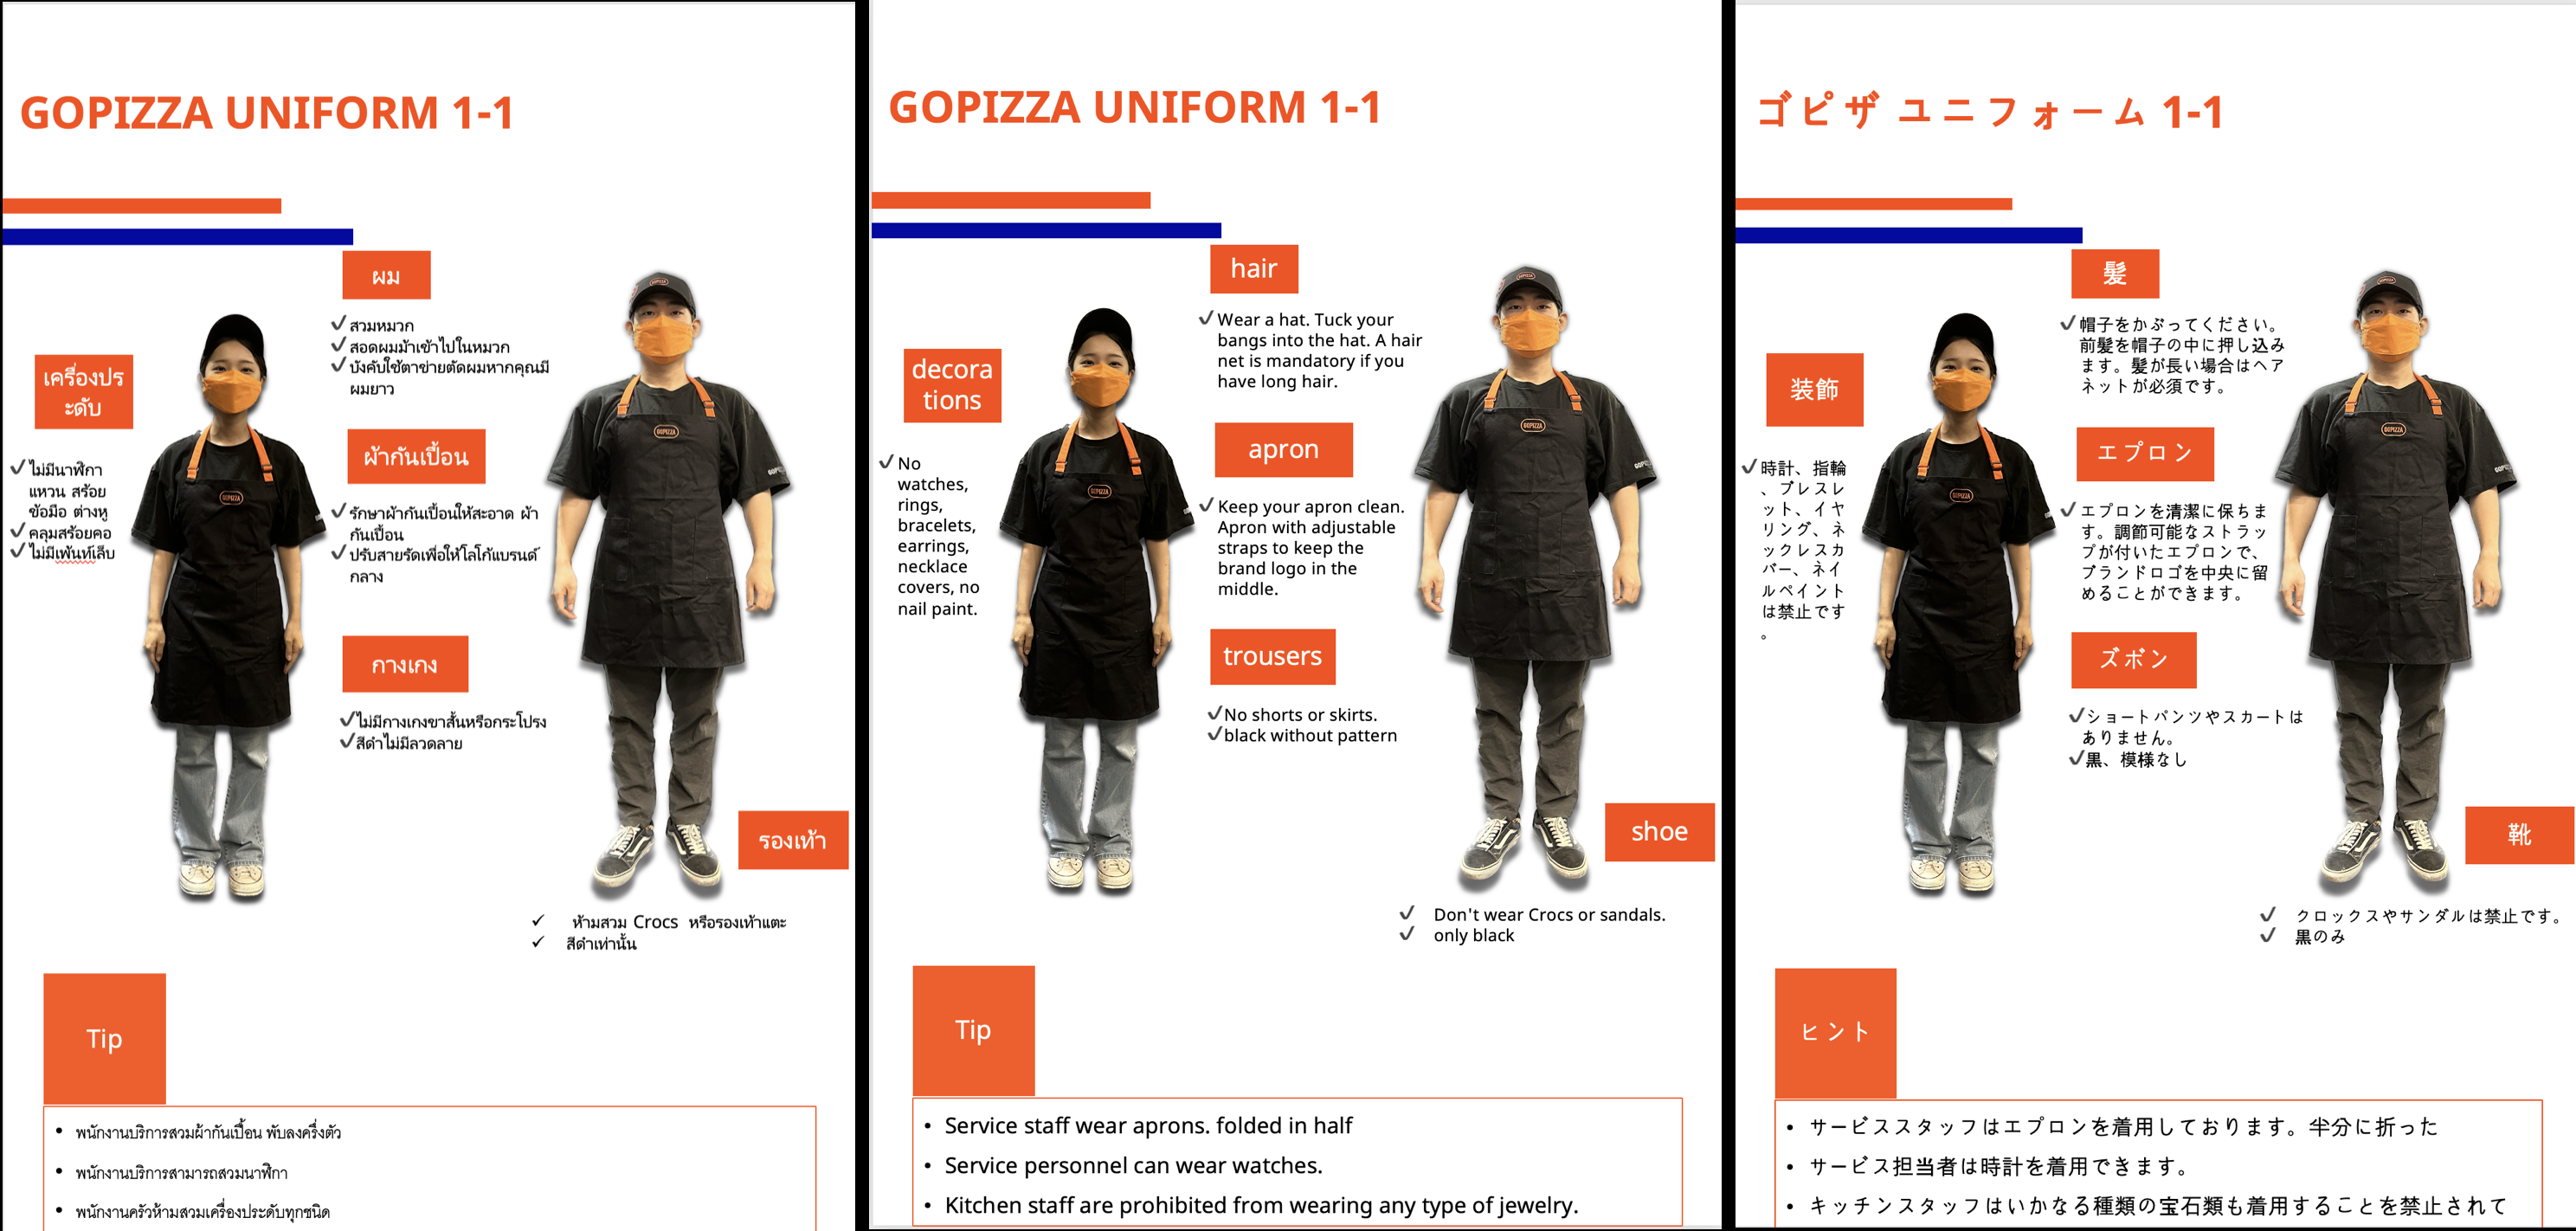 GOPIZZA UNIFORM 1-1
ผม
✓สวมหมวก
✓สอดผมม้าเข้าไปในหมวก
✓บังคับใช้ตาข่ายตัดผมหากคุณมี
ผมยาว
เครื่องปร
ะดับ
✓ไม่มีนาฬิกา
แหวน สร้อย
ข้อมือ ต่างหู
✓คลุมสร้อยคอ
✓ไม่มีเพ้นท์เล็บ
ผ้ากันเปื้อน
✓รักษาผ้ากันเปื้อนให้สะอาด ผ้า
กันเปื้อน
✓ปรับสายรัดเพื่อให้โลโก้แบรนด์
กลาง
กางเกง
✓ไม่มีกางเกงขาสั้นหรือกระโปรง
✓สีดำไม่มีลวดลาย
รองเท้า
✓ ห้ามสวม Crocs หรือรองเท้าแตะ
✓ สีดำเท่านั้น
GOPIZZA
GOPIZZA
Tip
• พนักงานบริการสวมผ้ากันเปื้อน พับลงครึ่งตัว
• พนักงานบริการสามารถสวมนาฬิกา
• พนักงานครัวห้ามสวมเครื่องประดับทุกชนิด
GOPIZZA UNIFORM 1-1
hair
✓Wear a hat. Tuck your
bangs into the hat. A hair
net is mandatory if you
have long hair.
decora
tions
✓No
watches,
rings,
bracelets,
earrings,
necklace
covers, no
nail paint.
apron
✓Keep your apron clean.
Apron with adjustable
straps to keep the
brand logo in the
middle.
trousers
✓No shorts or skirts.
✓black without pattern
shoe
✓ Don't wear Crocs or sandals.
✓ only black
GOPIZZA
GOPIZZA
Tip
• Service staff wear aprons. folded in half
• Service personnel can wear watches.
• Kitchen staff are prohibited from wearing any type of jewelry.
ゴピザ ユニフォーム 1-1
髪
✓帽子をかぶってください。
前髪を帽子の中に押し込み
ます。髪が長い場合はヘア
ネットが必須です。
装飾
✓時計、指輪
、ブレスレ
ット、イヤ
リング、ネ
ックレスカ
バー、ネイ
ルペイント
は禁止です
。
エプロン
✓エプロンを清潔に保ちま
す。調節可能なストラッ
プが付いたエプロンで、
ブランドロゴを中央に留
めることができます。
ズボン
✓ショートパンツやスカートは
ありません。
✓黒、模様なし
靴
✓ クロックスやサンダルは禁止です。
✓ 黒のみ
GOPIZZA
GOPIZZA
ヒント
• サービススタッフはエプロンを着用しております。半分に折った
• サービス担当者は時計を着用できます。
• キッチンスタッフはいかなる種類の宝石類も着用することを禁止されて